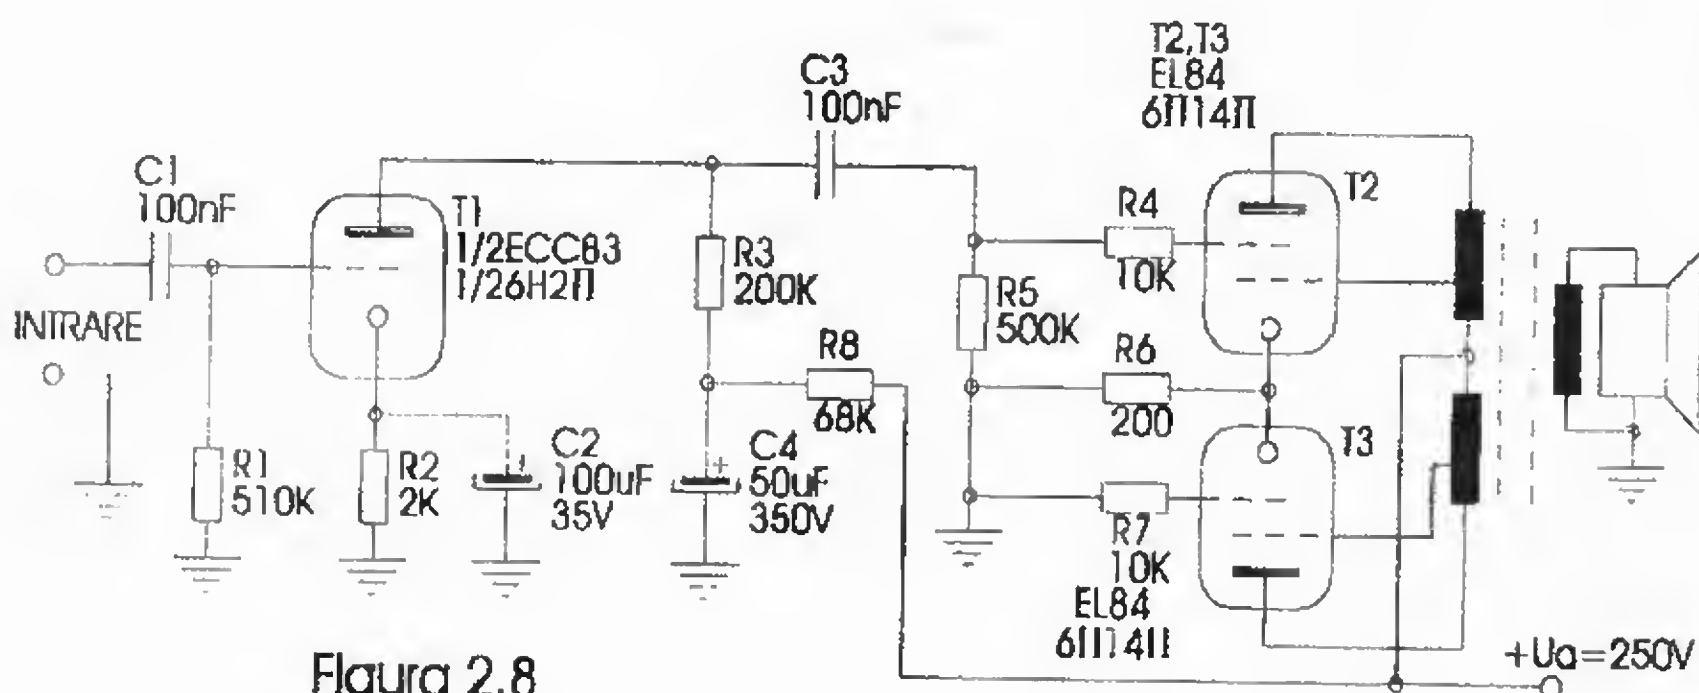 T2,T3
EL84
6П14П
C3
100nF
C1
100nF
T1
1/2ECC83
1/26Н2П
INTRARE
R1
510K
R2
2K
C2
100uF
35V
R3
200K
R8
68K
C4
50uF
350V
+
+
R4
10K
R5
500K
R6
200
R7
10K
T2
T3
EL84
6П14П
+Ua=250V
Figura 2.8